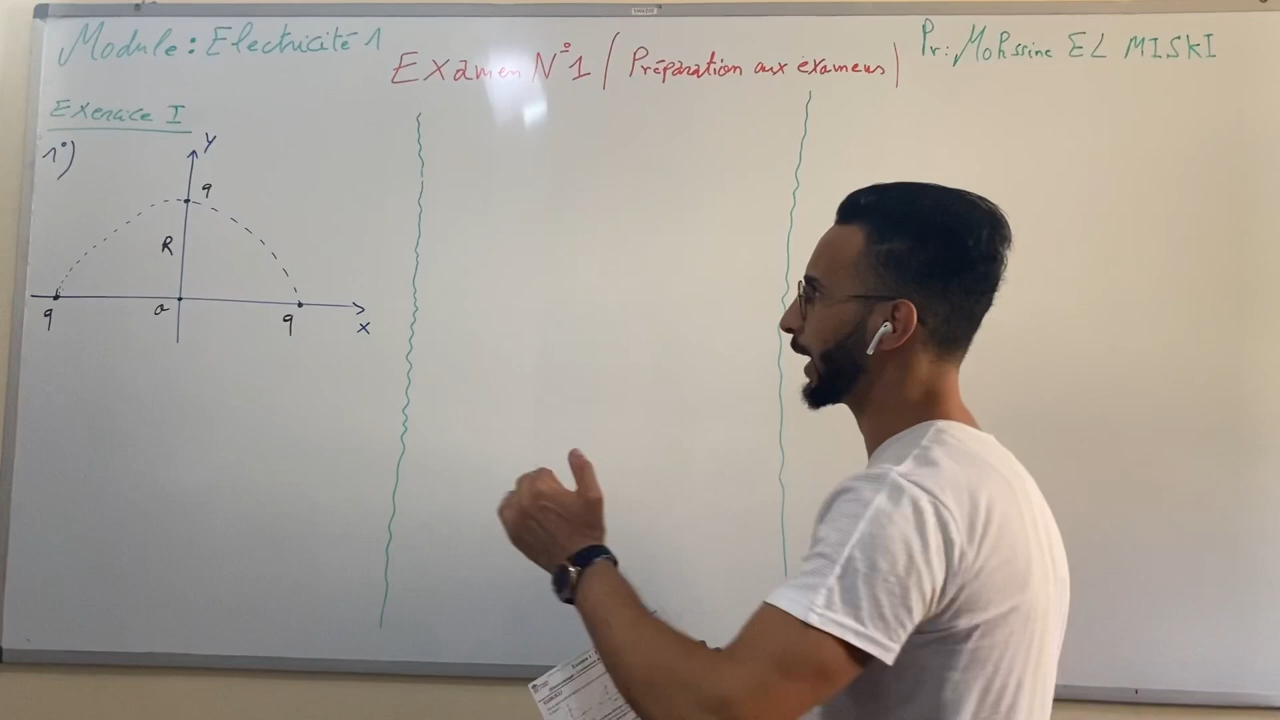 Module : Electricité 1
Examen N°1 ( Préparation aux examens )
Pr: Mohssine EL MISKI
Exercice I
1°)
y
q
R
o
q
q
x